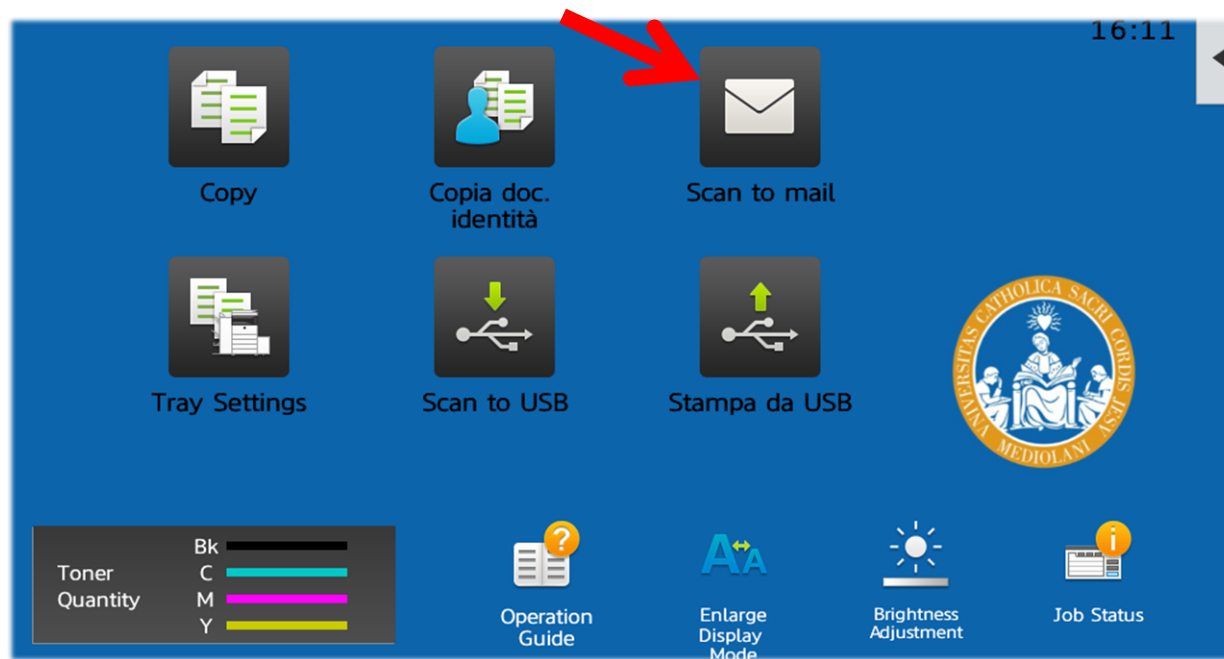 16:11
Copy
Copia doc.
identità
Scan to mail
Tray Settings
Scan to USB
Stampa da USB
UNIVERSITAS CATHOLICA SACRI CORDIS JESV
MEDIOLANI
Toner
Quantity
Bk
C
M
Y
Operation
Guide
Enlarge
Display
Mode
Brightness
Adjustment
Job Status